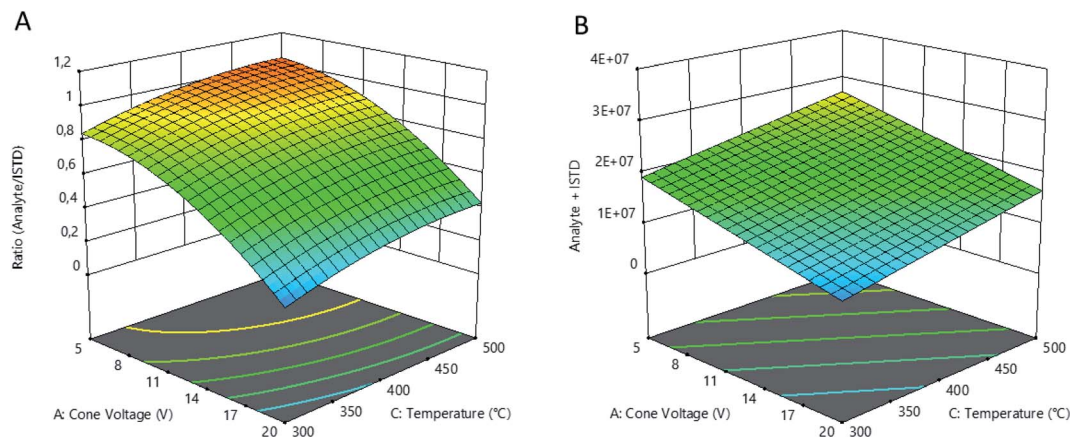 A
1,2
1
0,8
0,6
0,4
0,2
0
Ratio (Analyte/ISTD)
5
8
11
14
17
20
300
350
400
450
500
A: Cone Voltage (V)
C: Temperature (°C)
B
4E+07
3E+07
2E+07
1E+07
0
Analyte + ISTD
5
8
11
14
17
20
300
350
400
450
500
A: Cone Voltage (V)
C: Temperature (°C)